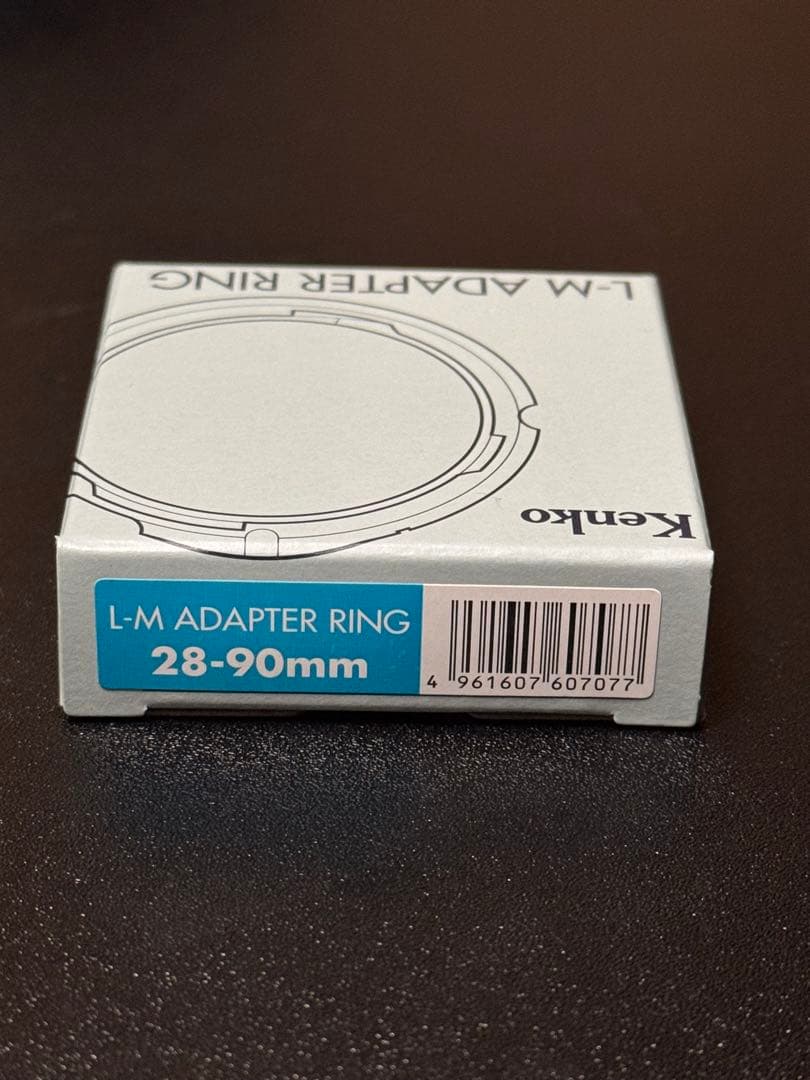 L-M ADAPTER RING
Kenko
L-M ADAPTER RING
28-90mm
4 961607 607077